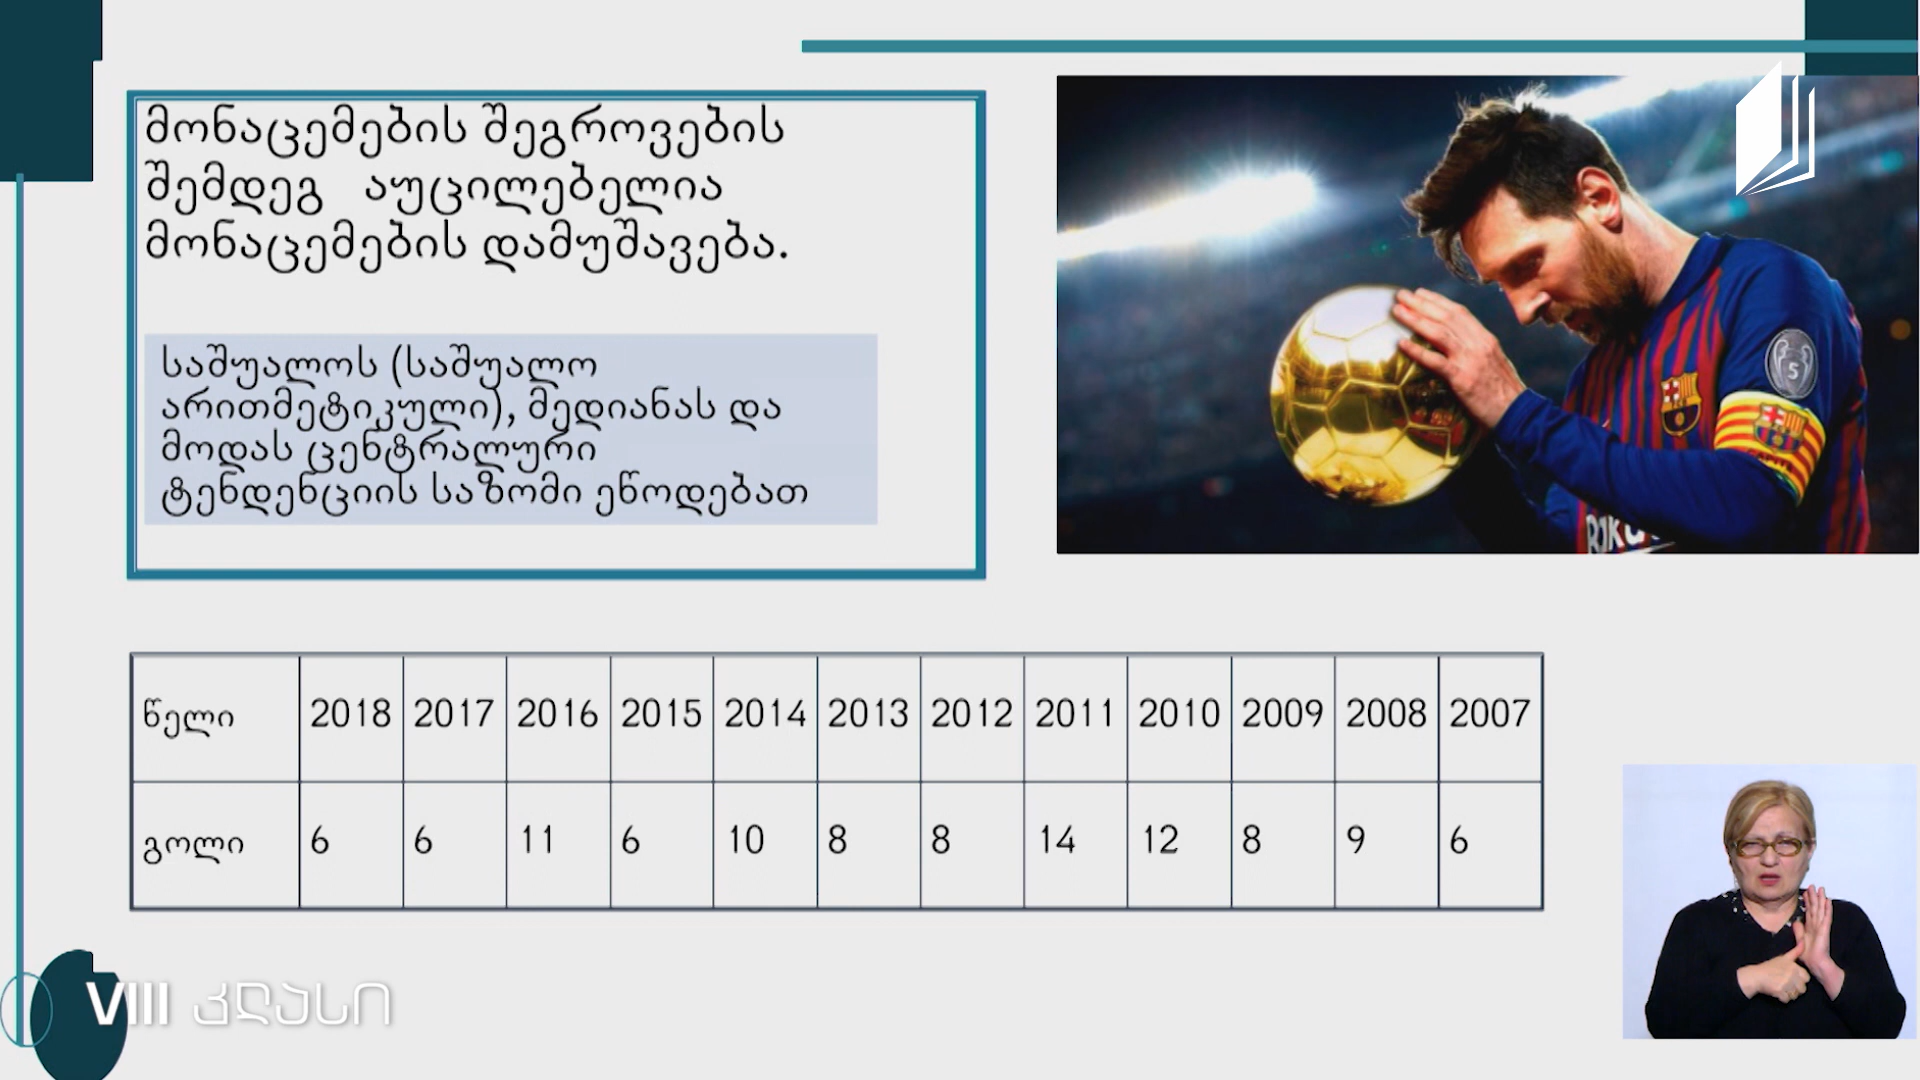 მონაცემების შეგროვების
შემდეგ აუცილებელია
მონაცემების დამუშავება.
საშუალოს (საშუალო
არითმეტიკული), მედიანას და
მოდას ცენტრალური
ტენდენციის საზომი ეწოდებათ
5
წელი 2018 2017 2016 2015 2014 2013 2012 2011 2010 2009 2008 2007
გოლი 6 6 11 6 10 8 8 14 12 8 9 6
VIII კლასი